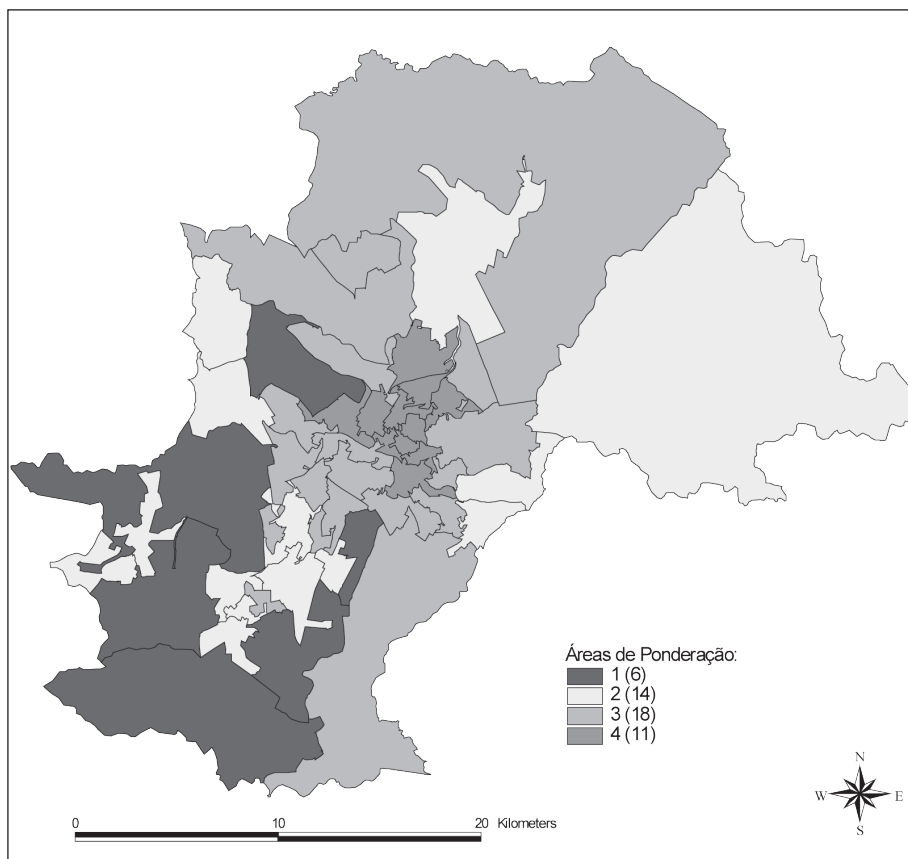 Áreas de Ponderação:
1 (6)
2 (14)
3 (18)
4 (11)
N
W E
S
0 10 20 Kilometers